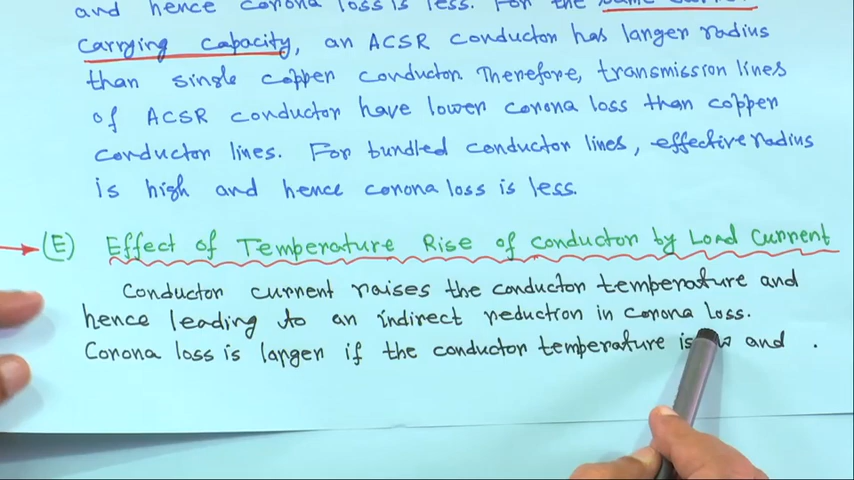 and hence corona loss is less. For the same current
carrying capacity, an ACSR conductor has larger radius
than single copper conductor. Therefore, transmission lines
of ACSR conductor have lower corona loss than copper
conductor lines. For bundled conductor lines, effective radius
is high and hence corona loss is less.
(E) Effect of Temperature Rise of conductor by Load Current
Conductor current raises the conductor temperature and
hence leading to an indirect reduction in corona loss.
Corona loss is larger if the conductor temperature is and .